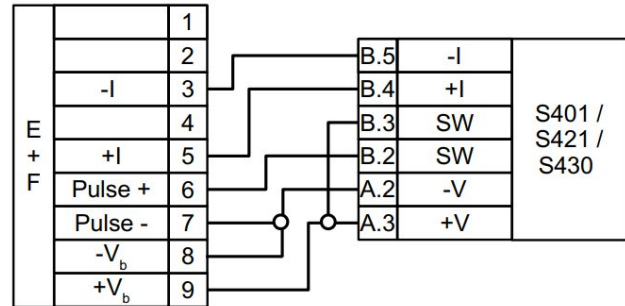 E + F
1
2
-I 3
4
+I 5
Pulse + 6
Pulse - 7
-Vb 8
+Vb 9
B.5 -I
B.4 +I
B.3 SW
B.2 SW
A.2 -V
A.3 +V
S401 /
S421 /
S430